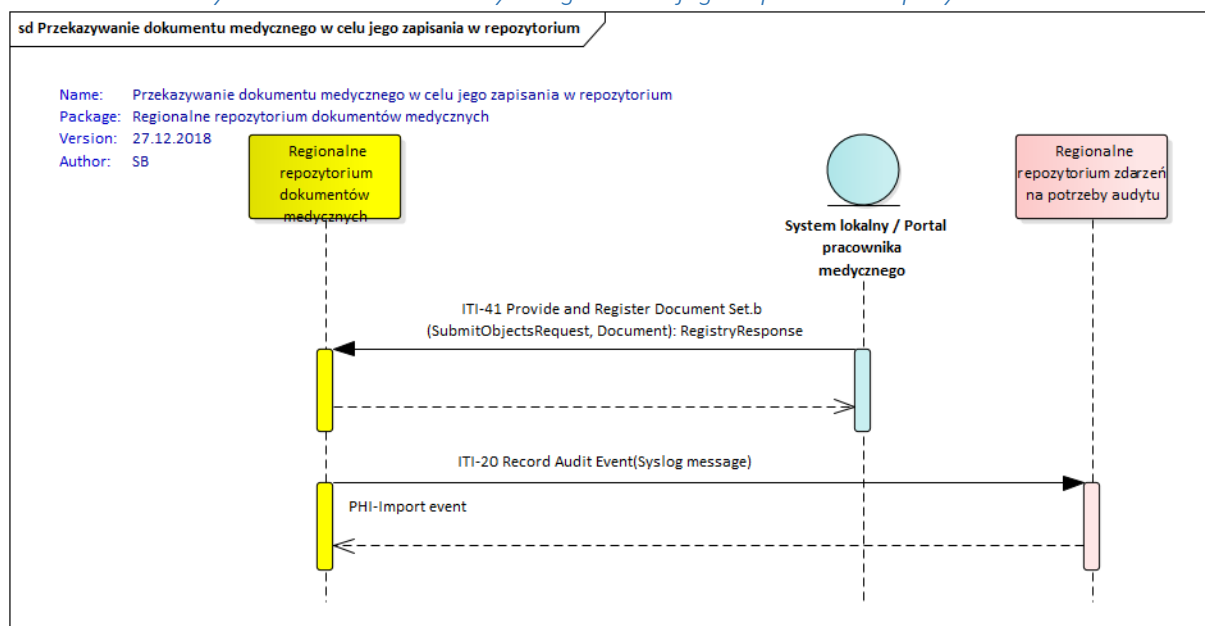 sd Przekazywanie dokumentu medycznego w celu jego zapisania w repozytorium
Name: Przekazywanie dokumentu medycznego w celu jego zapisania w repozytorium
Package: Regionalne repozytorium dokumentów medycznych
Version: 27.12.2018
Author: SB
Regionalne
repozytorium
dokumentów
medycznych
System lokalny / Portal
pracownika
medycznego
Regionalne
repozytorium zdarzeń
na potrzeby audytu
ITI-41 Provide and Register Document Set.b
(SubmitObjectsRequest, Document): RegistryResponse
ITI-20 Record Audit Event(Syslog message)
PHI-Import event